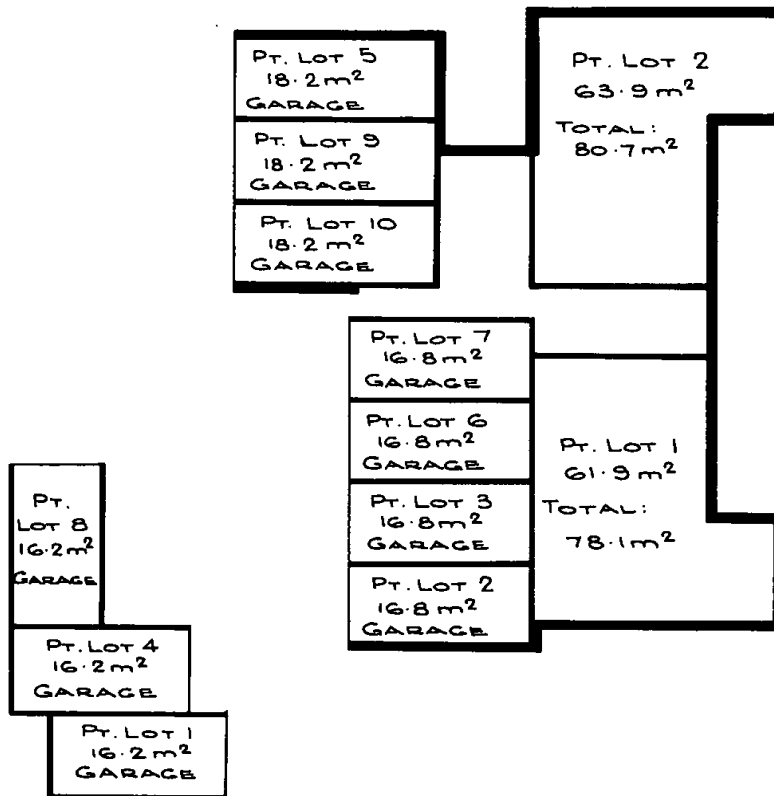 PT. LOT 5
18.2 m²
GARAGE
PT. LOT 9
18.2 m²
GARAGE
PT. LOT 10
18.2 m²
GARAGE
PT. LOT 2
63.9 m²
TOTAL:
80.7 m²
PT. LOT 7
16.8 m²
GARAGE
PT. LOT 6
16.8 m²
GARAGE
PT. LOT 3
16.8 m²
GARAGE
PT. LOT 2
16.8 m²
GARAGE
PT. LOT 1
61.9 m²
TOTAL:
78.1 m²
PT.
LOT 8
16.2 m²
GARAGE
PT. LOT 4
16.2 m²
GARAGE
PT. LOT 1
16.2 m²
GARAGE